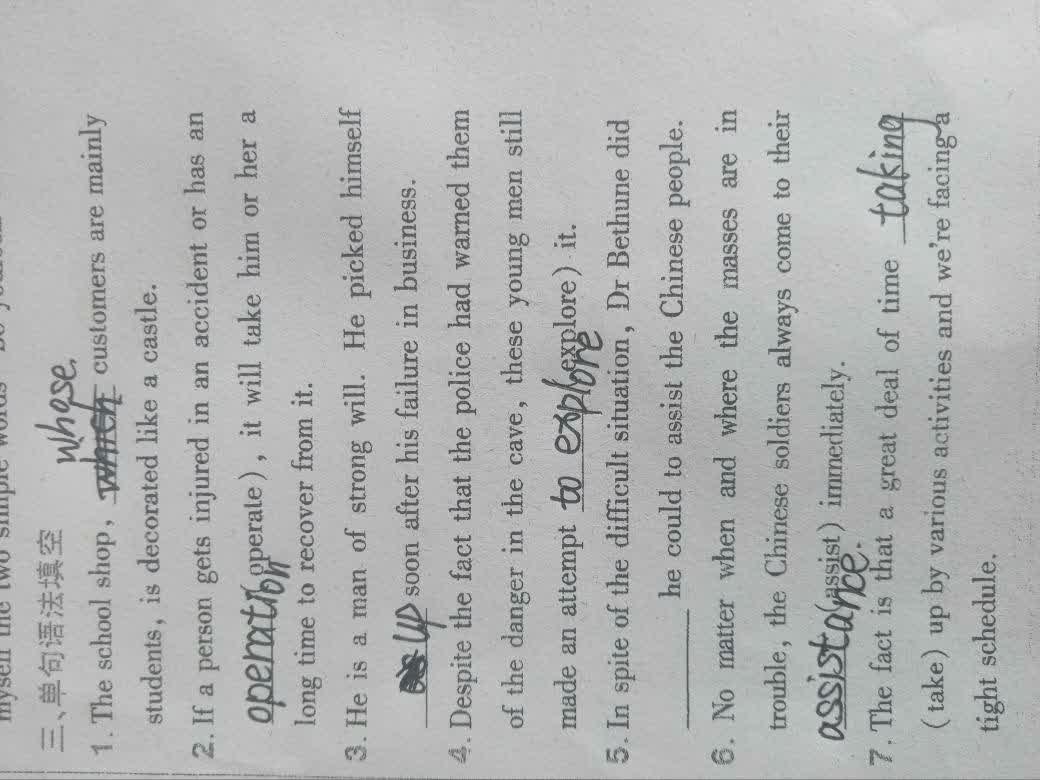 myself the two simple words
三、单句语法填空
whose.
1. The school shop, which customers are mainly
students, is decorated like a castle.
2. If a person gets injured in an accident or has an
operation (operate), it will take him or her a
long time to recover from it.
3. He is a man of strong will. He picked himself
up soon after his failure in business.
4. Despite the fact that the police had warned them
of the danger in the cave, these young men still
made an attempt to explore (explore) it.
5. In spite of the difficult situation, Dr Bethune did
______ he could to assist the Chinese people.
6. No matter when and where the masses are in
trouble, the Chinese soldiers always come to their
assistance. (assist) immediately.
7. The fact is that a great deal of time taking
(take) up by various activities and we're facing a
tight schedule.